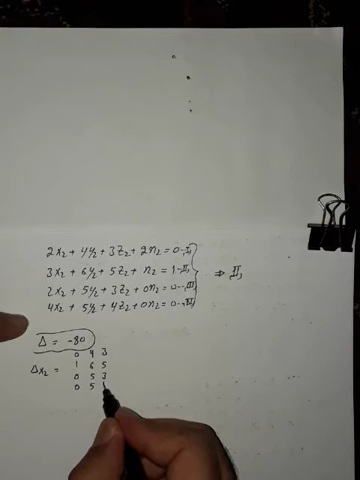 2x₂ + 4y₂ + 3z₂ + 2n₂ = 0 -, I,
3x₂ + 6y₂ + 5z₂ + n₂ = 1 -, II,
2x₂ + 5y₂ + 3z₂ + 0n₂ = 0 -, III,
4x₂ + 5y₂ + 4z₂ + 0n₂ = 0 -, IV,
⇒ II,
Δ = -80
0 4 3
1 6 5
Δx₂ =
0 5 3
0 5